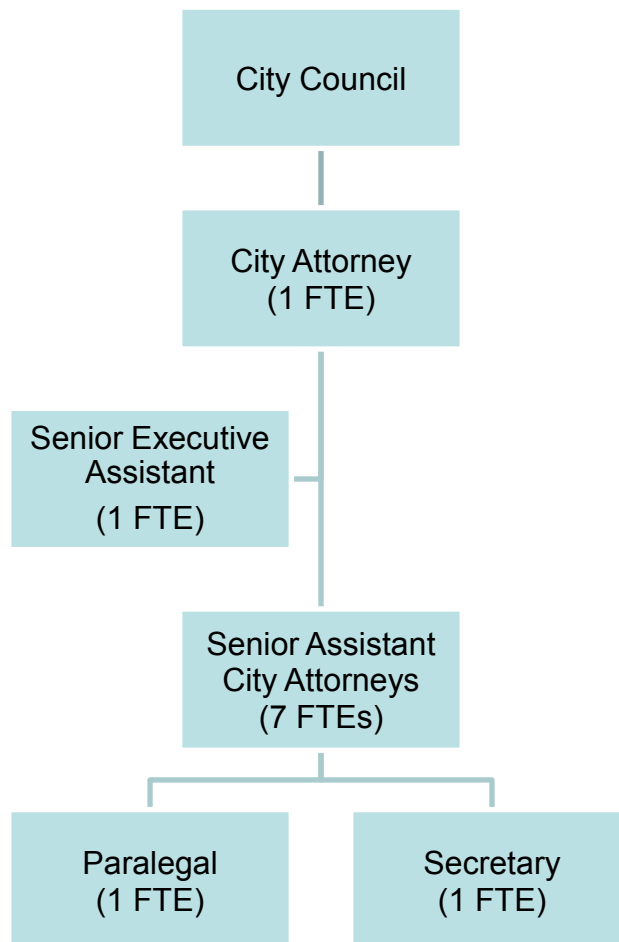 City Council
City Attorney
(1 FTE)
Senior Executive
Assistant
(1 FTE)
Senior Assistant
City Attorneys
(7 FTEs)
Paralegal
(1 FTE)
Secretary
(1 FTE)